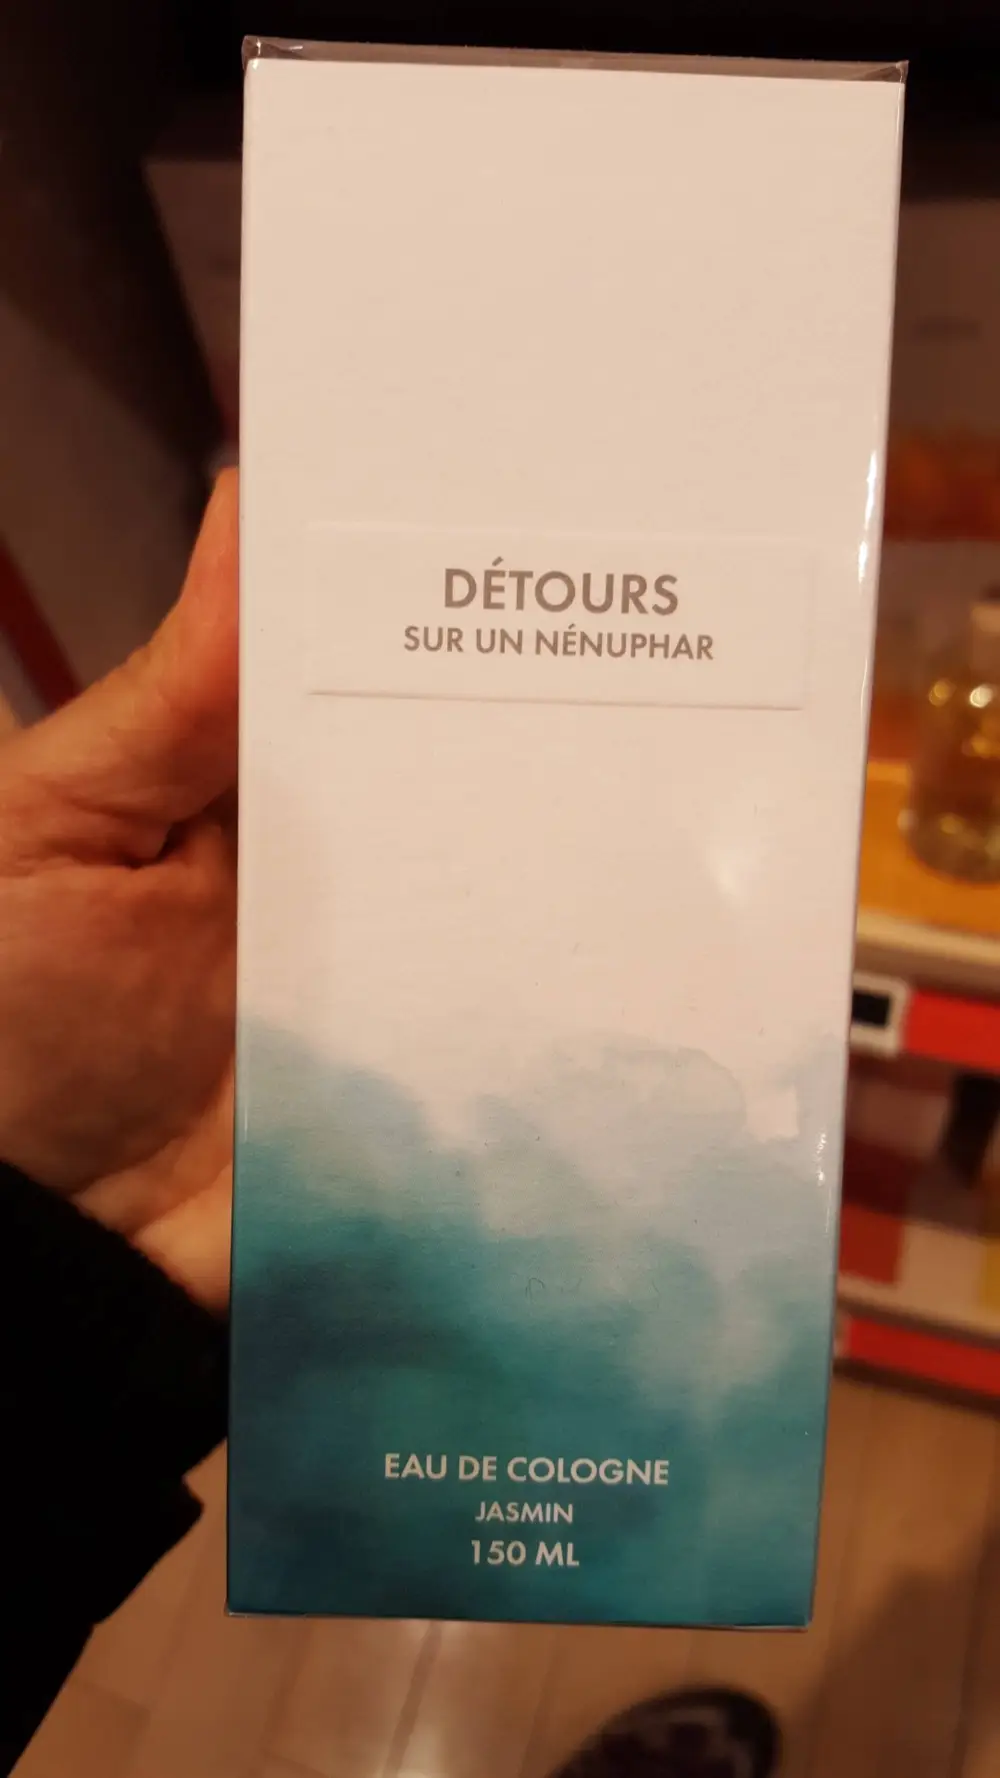 DÉTOURS
SUR UN NÉNUPHAR
EAU DE COLOGNE
JASMIN
150 ML